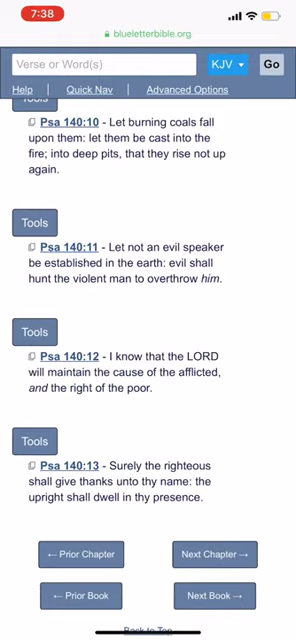 7:38
blueletterbible.org
Verse or Word(s) KJV Go
Help | Quick Nav | Advanced Options
Tools
Psa 140:10 - Let burning coals fall
upon them: let them be cast into the
fire; into deep pits, that they rise not up
again.
Tools
Psa 140:11 - Let not an evil speaker
be established in the earth: evil shall
hunt the violent man to overthrow him.
Tools
Psa 140:12 - I know that the LORD
will maintain the cause of the afflicted,
and the right of the poor.
Tools
Psa 140:13 - Surely the righteous
shall give thanks unto thy name: the
upright shall dwell in thy presence.
← Prior Chapter Next Chapter →
← Prior Book Next Book →
Back to Top